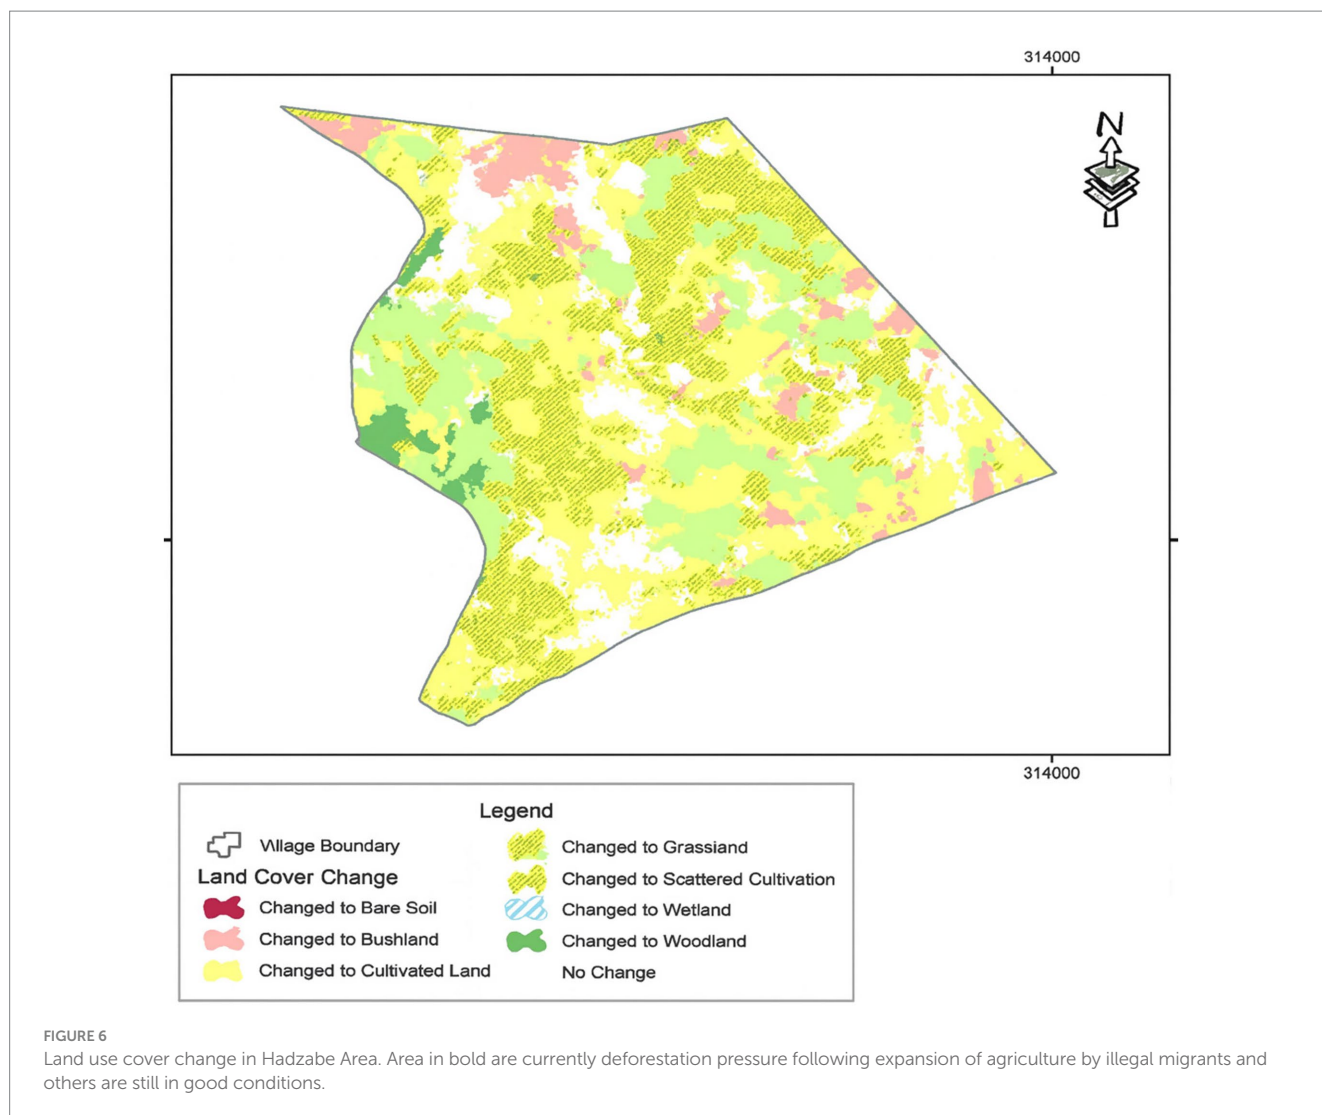 314000
N
314000
Legend
Village Boundary
Land Cover Change
Changed to Bare Soil
Changed to Bushland
Changed to Cultivated Land
Changed to Grassland
Changed to Scattered Cultivation
Changed to Wetland
Changed to Woodland
No Change
FIGURE 6
Land use cover change in Hadzabe Area. Area in bold are currently deforestation pressure following expansion of agriculture by illegal migrants and
others are still in good conditions.